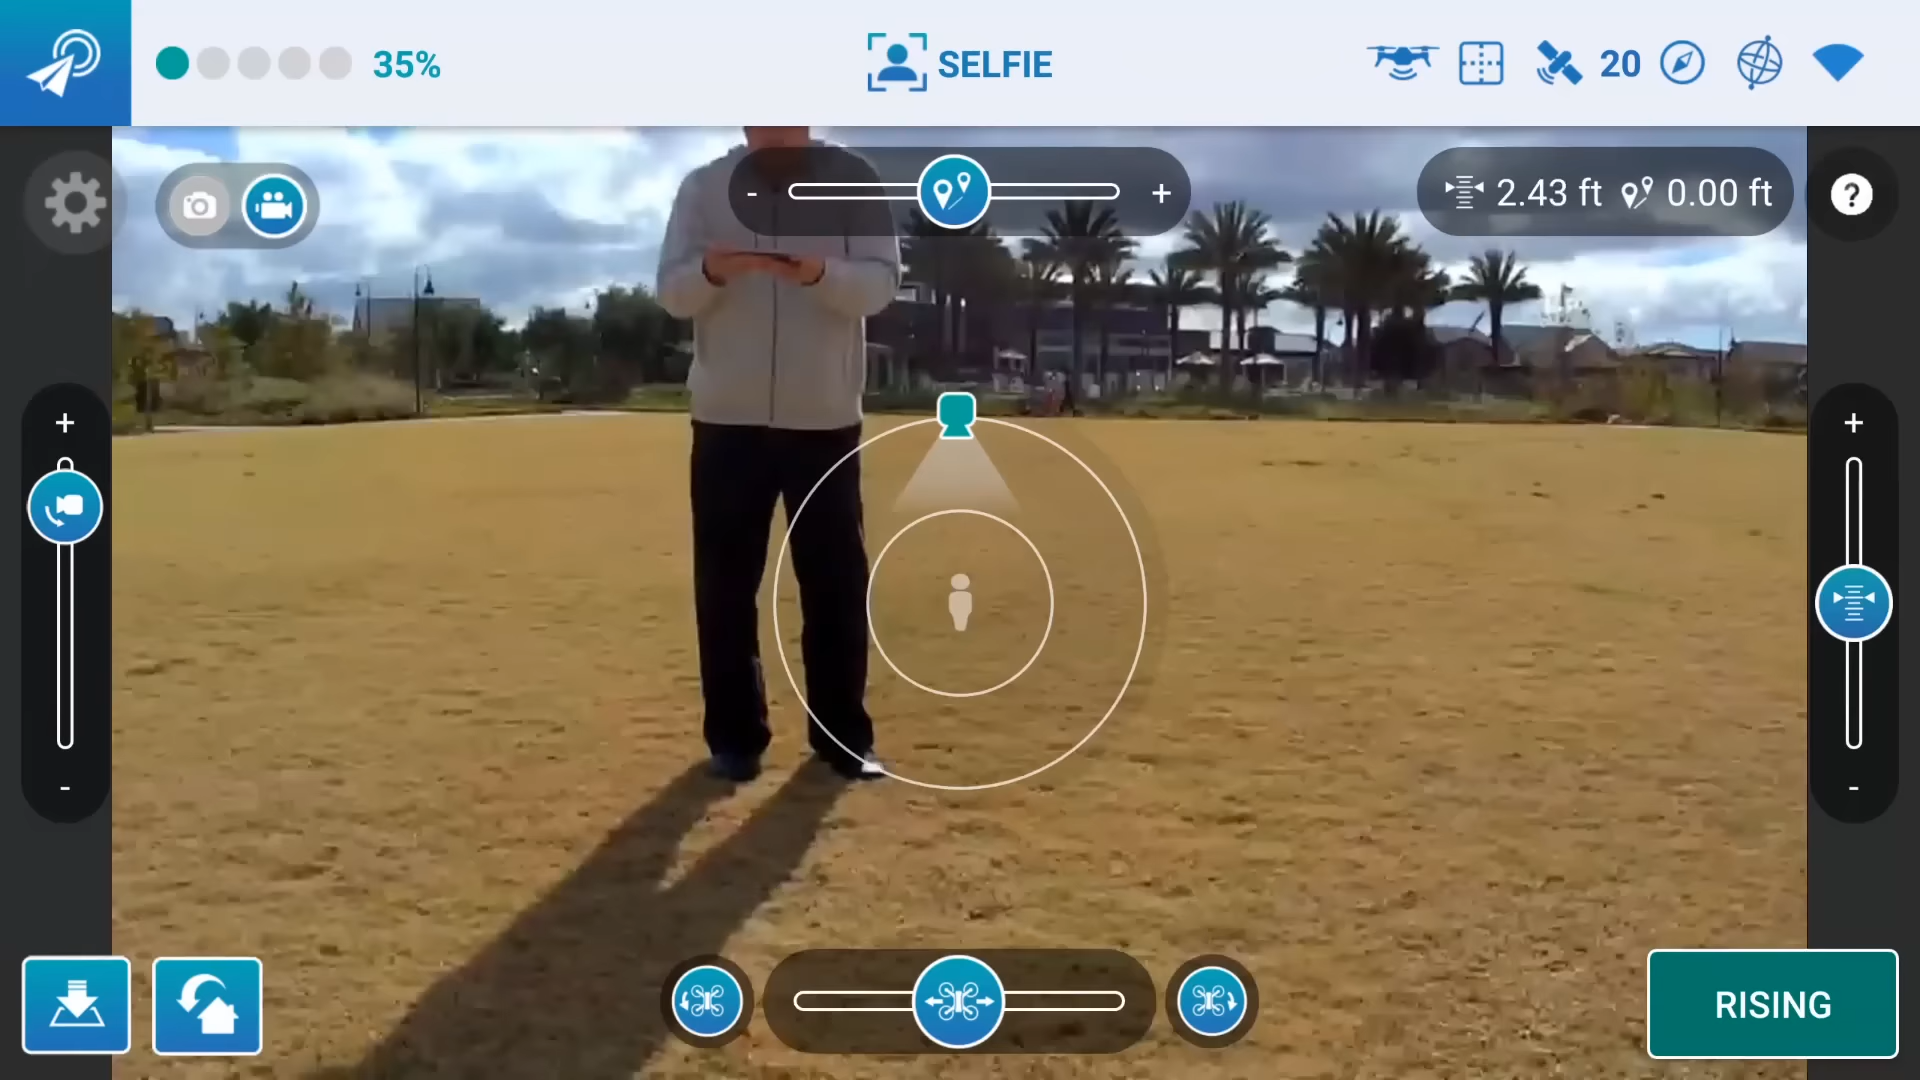 35%
SELFIE
20
- +
2.43 ft 0.00 ft
?
+
+
-
-
RISING